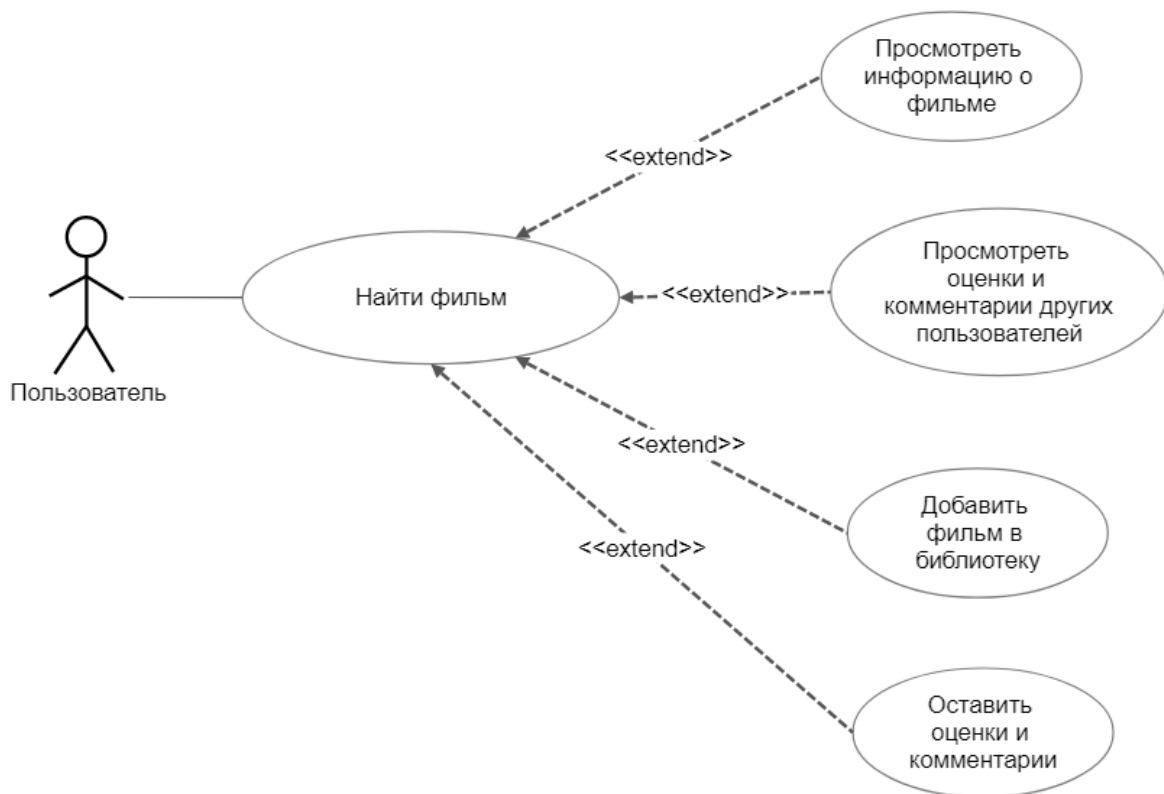 Просмотреть
информацию о
фильме
<<extend>>
Просмотреть
оценки и
комментарии других
пользователей
<<extend>>
Найти фильм
Пользователь
<<extend>>
Добавить
фильм в
библиотеку
<<extend>>
Оставить
оценки и
комментарии